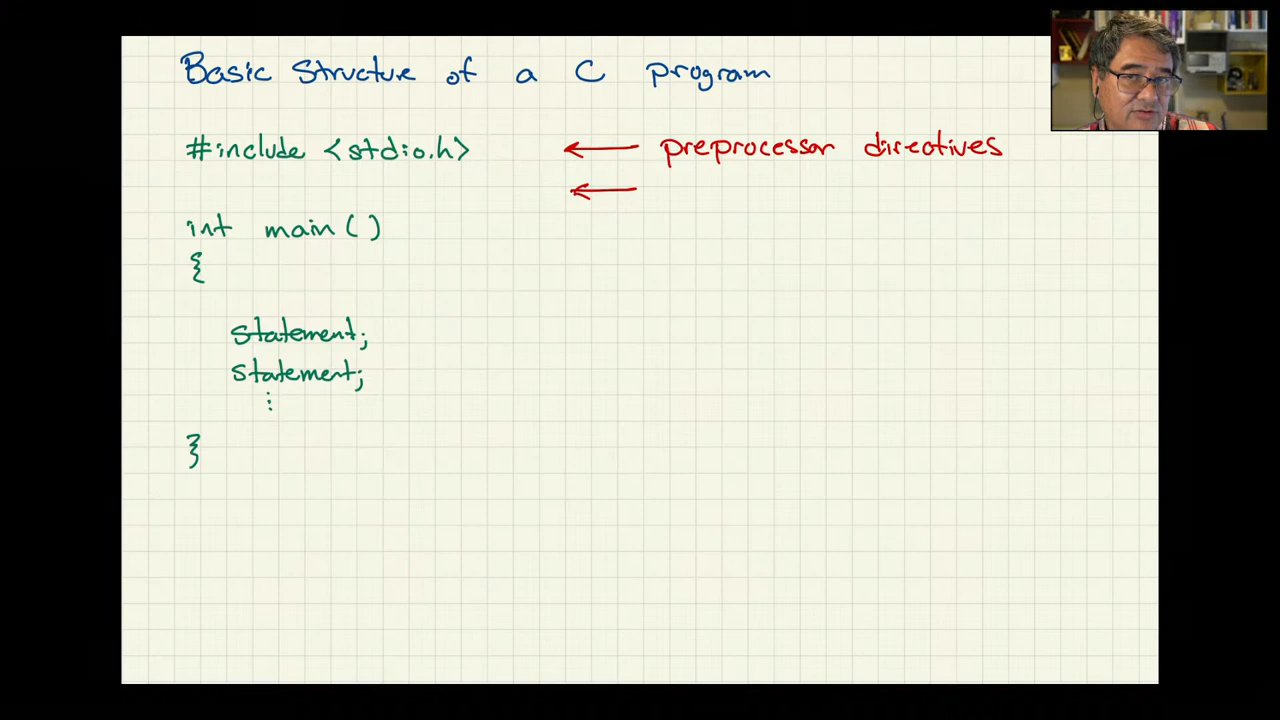 Basic Structure of a C program
#include <stdio.h> ← preprocessor directives
←
int main()
{
statement;
statement;
⋮
}